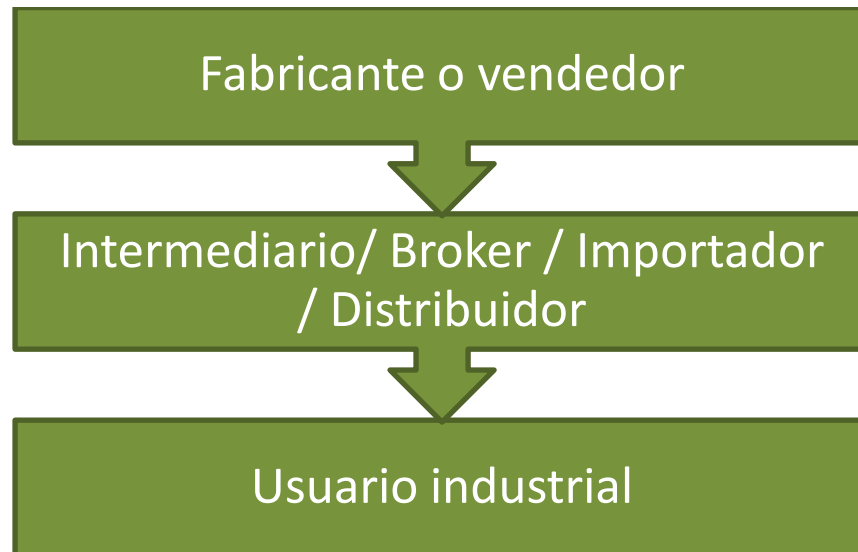 Fabricante o vendedor
Intermediario/ Broker / Importador
/ Distribuidor
Usuario industrial